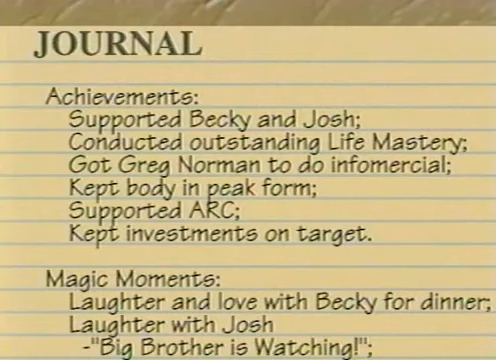 JOURNAL
Achievements:
Supported Becky and Josh;
Conducted outstanding Life Mastery;
Got Greg Norman to do infomercial;
Kept body in peak form;
Supported ARC;
Kept investments on target.
Magic Moments:
Laughter and love with Becky for dinner;
Laughter with Josh
-"Big Brother is Watching!";